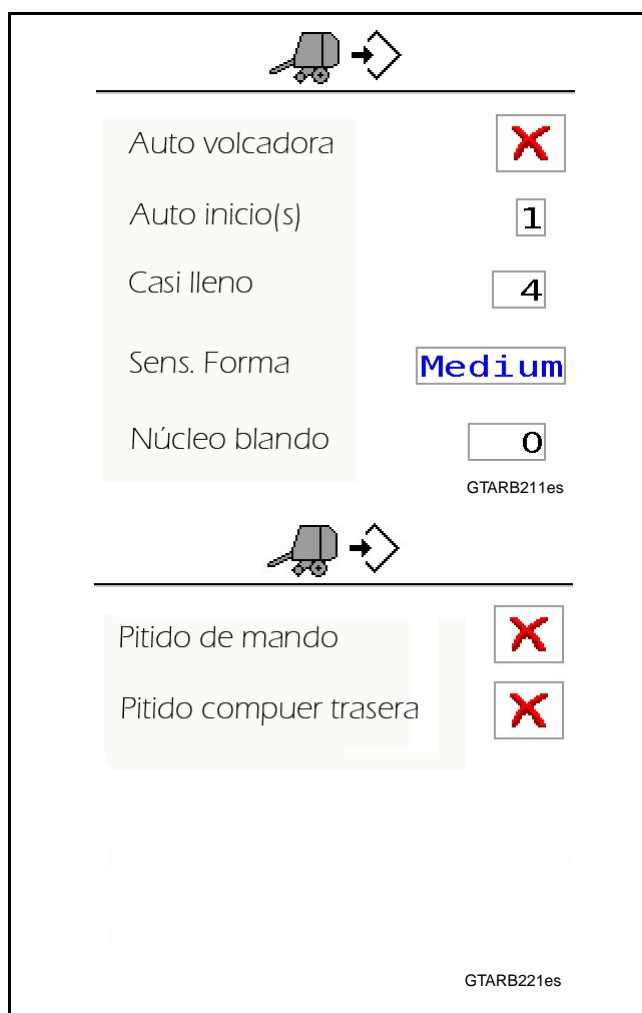 Auto volcadora
Auto inicio(s) 1
Casi lleno 4
Sens. Forma Medium
Núcleo blando 0
GTARB211es
Pitido de mando
Pitido compuer trasera
GTARB221es